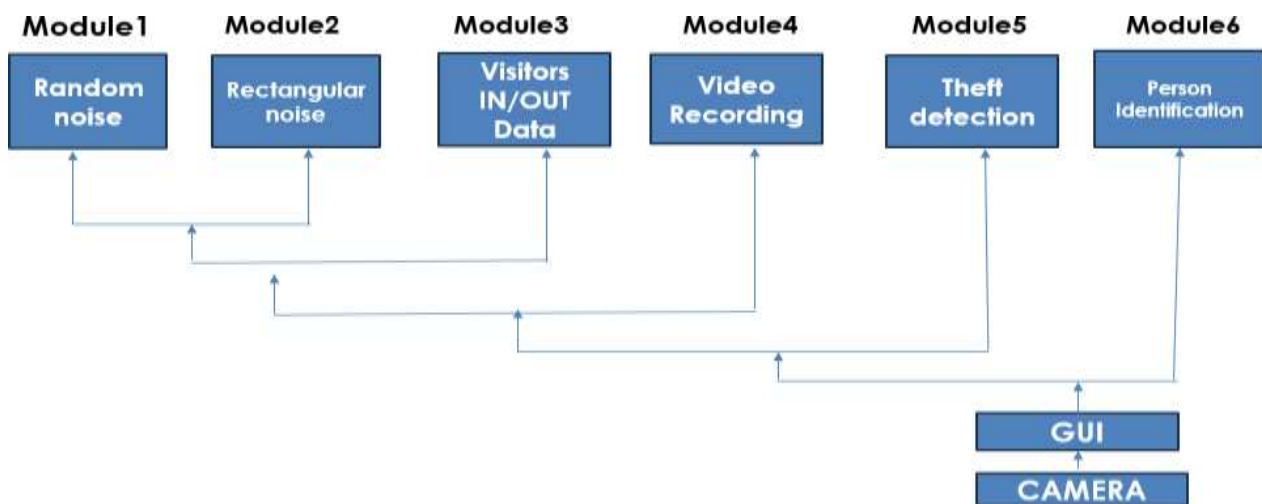 Module1
Module2
Module3
Module4
Module5
Module6
Random
noise
Rectangular
noise
Visitors
IN/OUT
Data
Video
Recording
Theft
detection
Person
Identification
GUI
CAMERA